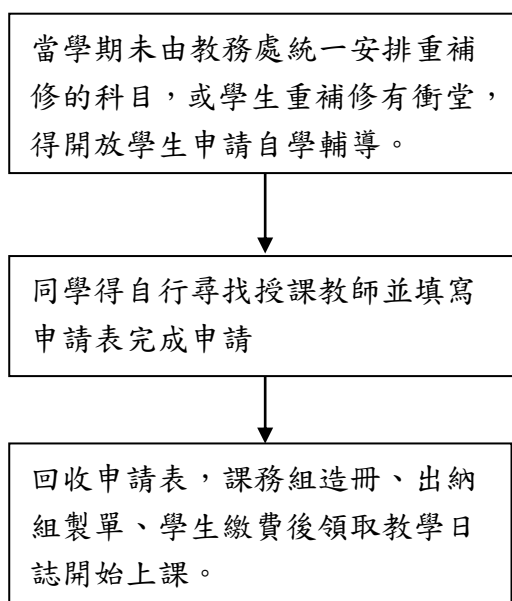 當學期未由教務處統一安排重補
修的科目，或學生重補修有衝堂，
得開放學生申請自學輔導。
同學得自行尋找授課教師並填寫
申請表完成申請
回收申請表，課務組造冊、出納
組製單、學生繳費後領取教學日
誌開始上課。